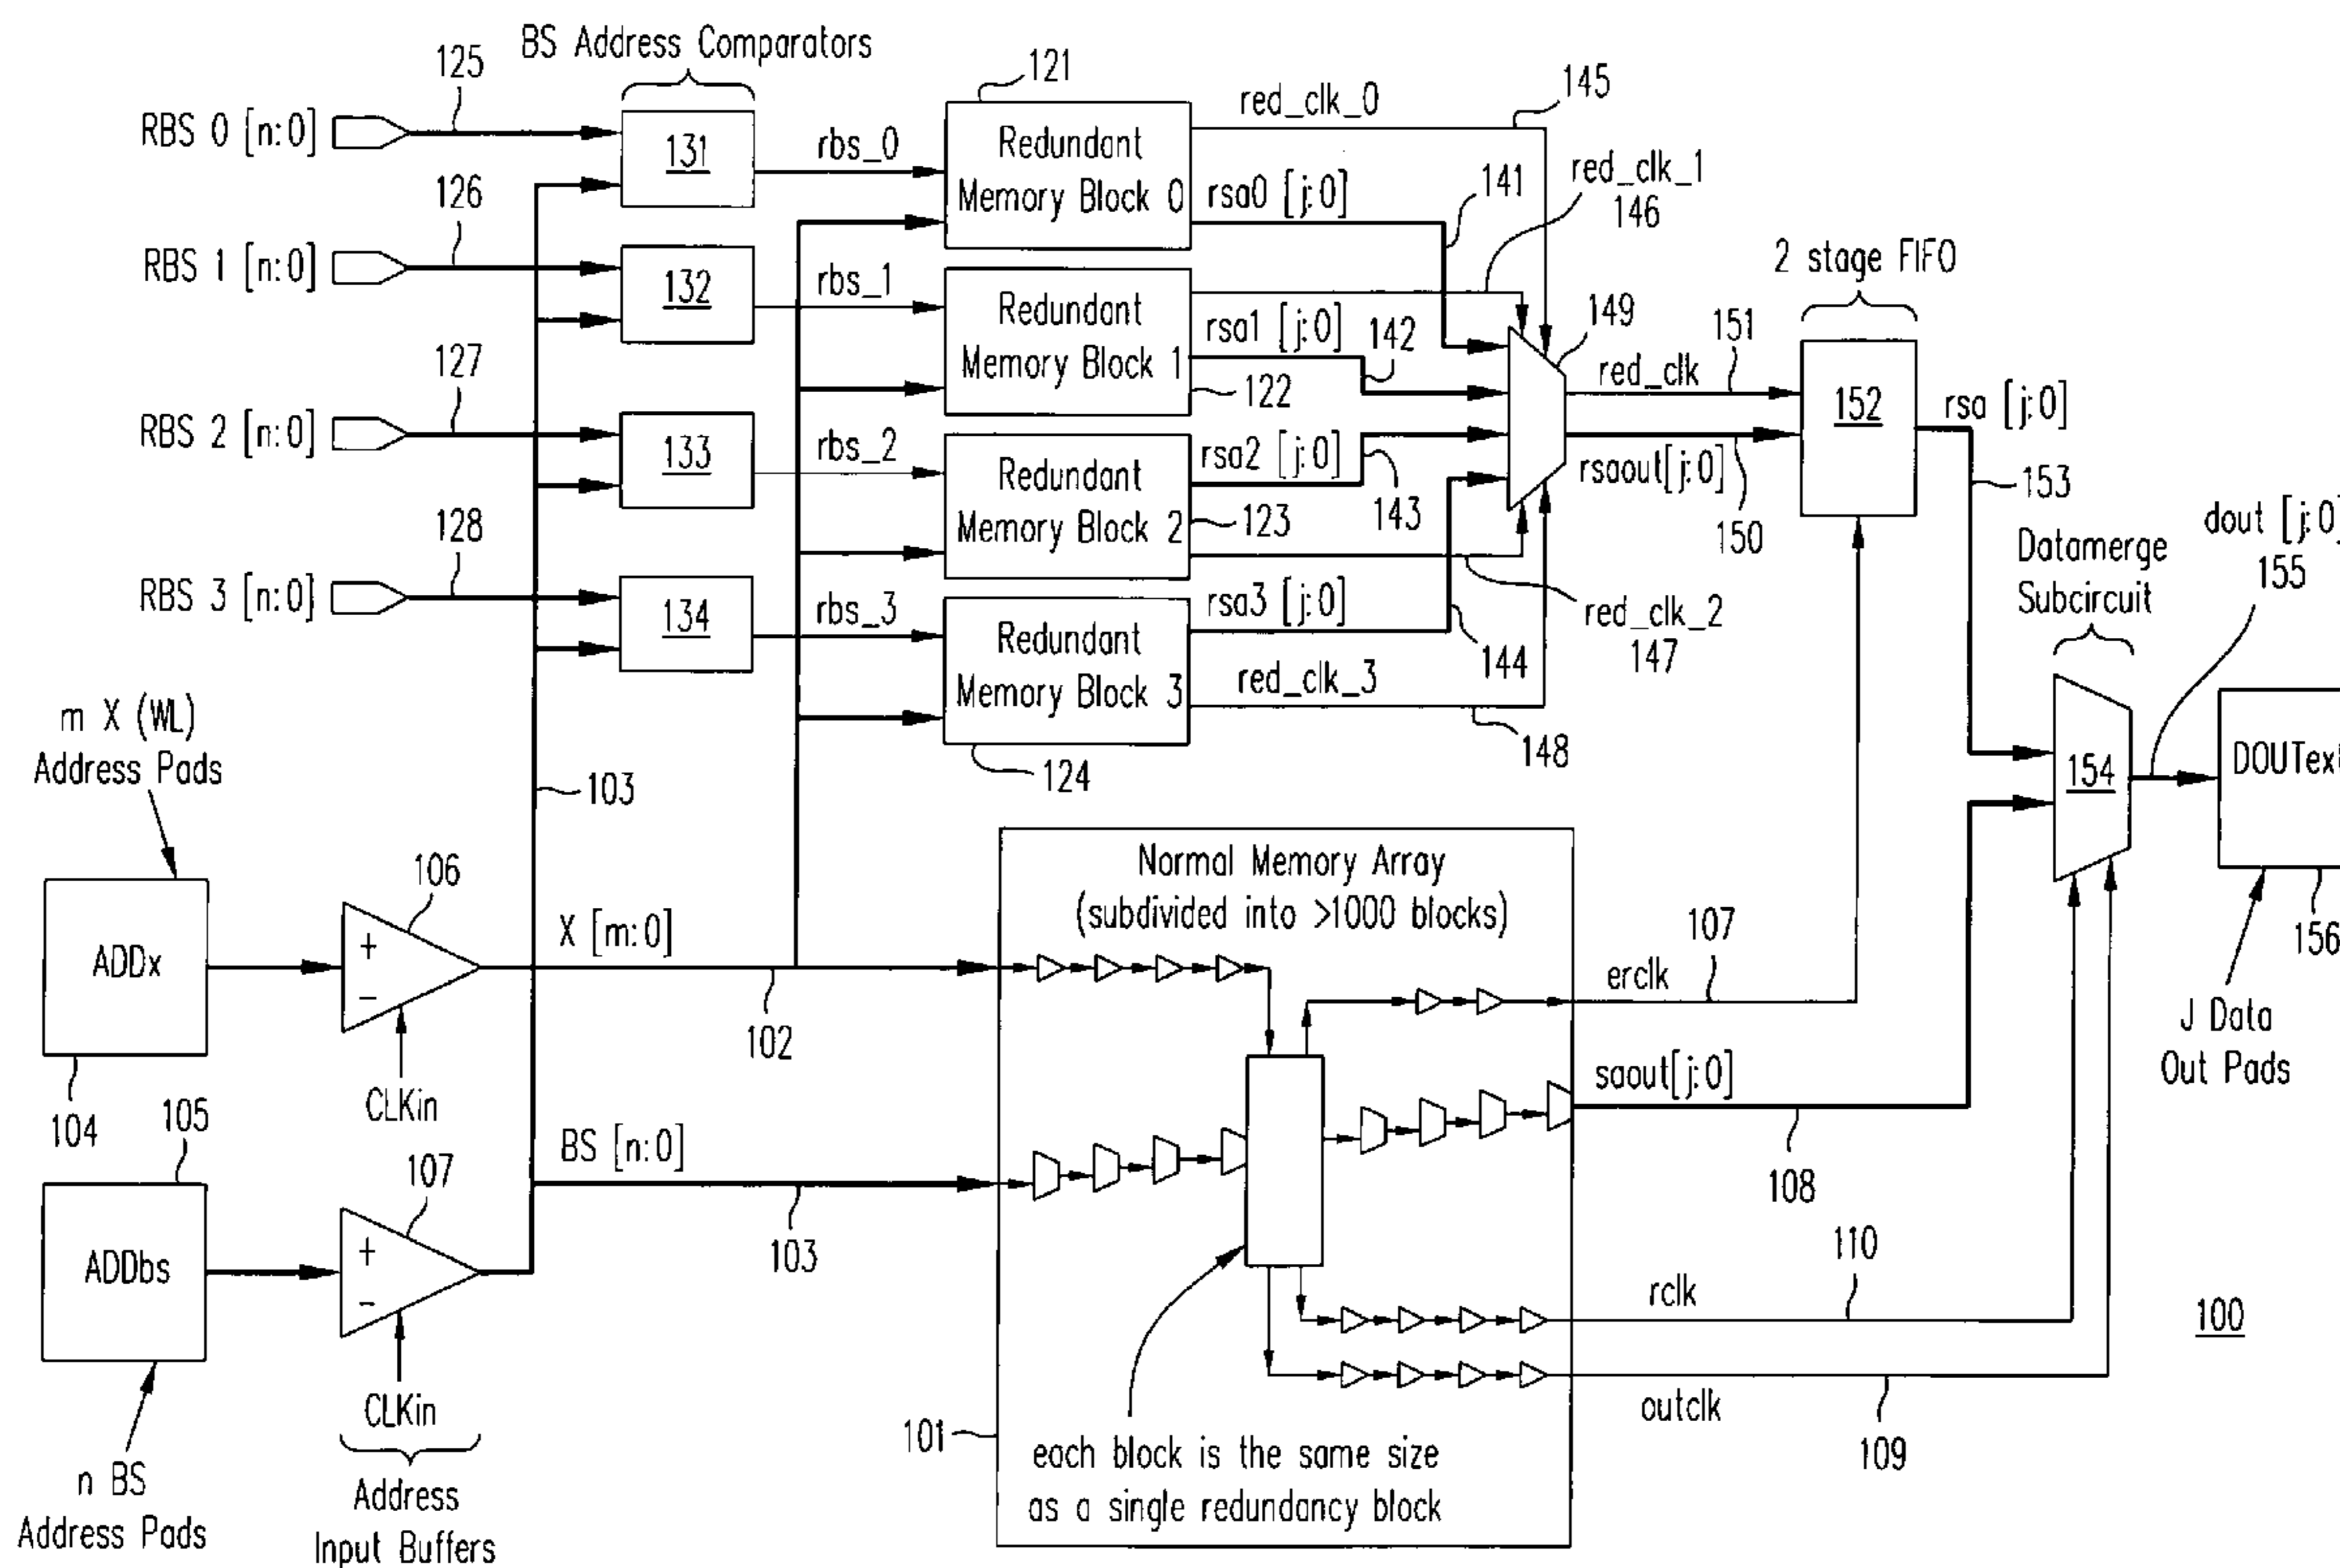 BS Address Comparators
125
RBS 0 [n:0]
131
rbs_0
121
Redundant
Memory Block 0
red_clk_0
145
rsa0 [j:0]
141
red_clk_1
146
126
RBS 1 [n:0]
132
rbs_1
Redundant
Memory Block 1
122
rsa1 [j:0]
142
149
2 stage FIFO
red_clk
151
152
rsa [j:0]
127
RBS 2 [n:0]
133
rbs_2
Redundant
Memory Block 2
123
rsa2 [j:0]
143
rsaout[j:0]
150
153
128
RBS 3 [n:0]
134
rbs_3
Redundant
Memory Block 3
124
rsa3 [j:0]
144
red_clk_2
147
red_clk_3
148
Datamerge
Subcircuit
dout [j:0]
155
154
DOUText
156
J Data
Out Pads
m X (WL)
Address Pads
103
ADDx
104
106
+
−
CLKin
X [m:0]
102
105
ADDbs
107
+
−
CLKin
BS [n:0]
103
n BS
Address Pads
Address
Input Buffers
Normal Memory Array
(subdivided into >1000 blocks)
erclk
107
saout[j:0]
108
rclk
110
outclk
109
101
each block is the same size
as a single redundancy block
100